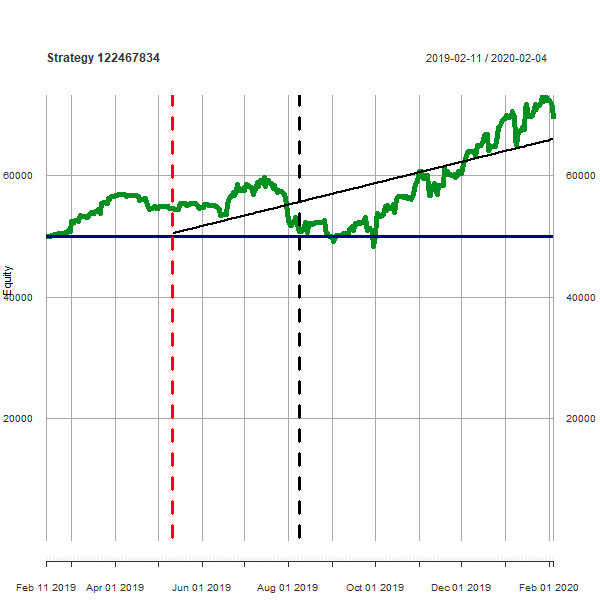 Strategy 122467834
2019-02-11 / 2020-02-04
60000
60000
Equity
40000
40000
20000
20000
Feb 11 2019
Apr 01 2019
Jun 01 2019
Aug 01 2019
Oct 01 2019
Dec 01 2019
Feb 01 2020